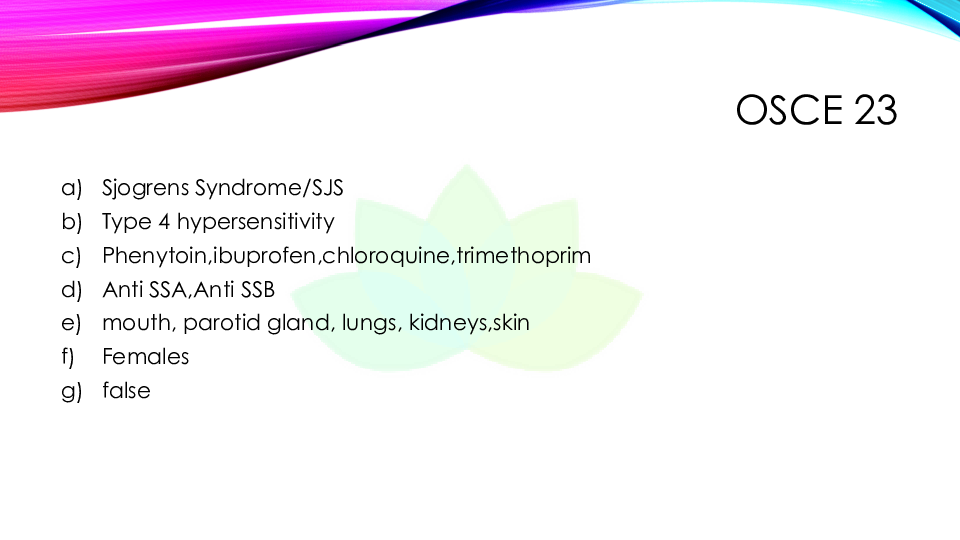 OSCE 23
a) Sjogrens Syndrome/SJS
b) Type 4 hypersensitivity
c) Phenytoin,ibuprofen,chloroquine,trimethoprim
d) Anti SSA,Anti SSB
e) mouth, parotid gland, lungs, kidneys,skin
f) Females
g) false